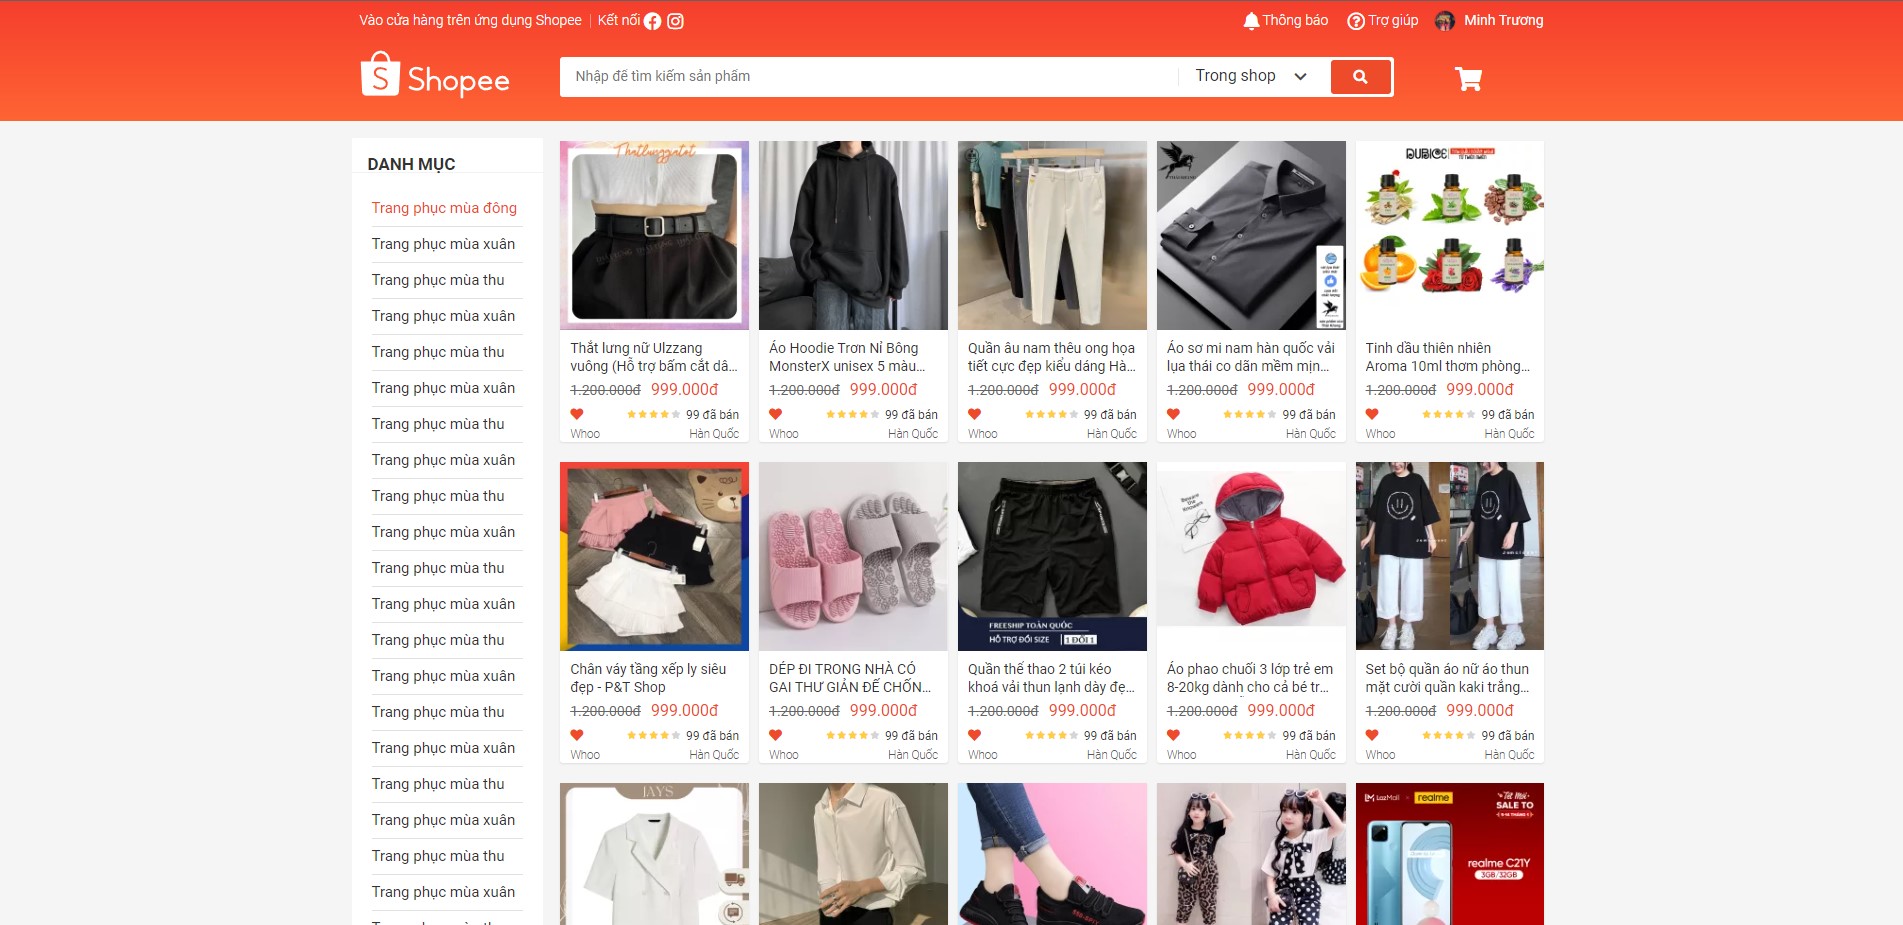 Vào cửa hàng trên ứng dụng Shopee
Kết nối
Thông báo
Trợ giúp
Minh Trương
Shopee
Nhập để tìm kiếm sản phẩm
Trong shop
DANH MỤC
Trang phục mùa đông
Trang phục mùa xuân
Trang phục mùa thu
Trang phục mùa xuân
Trang phục mùa thu
Trang phục mùa xuân
Trang phục mùa thu
Trang phục mùa xuân
Trang phục mùa thu
Trang phục mùa xuân
Trang phục mùa thu
Trang phục mùa xuân
Trang phục mùa thu
Trang phục mùa xuân
Trang phục mùa thu
Trang phục mùa xuân
Trang phục mùa thu
Trang phục mùa xuân
Trang phục mùa thu
Trang phục mùa xuân
Thatlunggiatot
Thắt lưng nữ Ulzzang
vuông (Hỗ trợ bấm cắt dâ...
1.200.000đ 999.000đ
99 đã bán
Whoo Hàn Quốc
Áo Hoodie Trơn Nỉ Bông
MonsterX unisex 5 màu...
1.200.000đ 999.000đ
99 đã bán
Whoo Hàn Quốc
Quần âu nam thêu ong họa
tiết cực đẹp kiểu dáng Hà...
1.200.000đ 999.000đ
99 đã bán
Whoo Hàn Quốc
Áo sơ mi nam hàn quốc vải
lụa thái co dãn mềm mịn...
1.200.000đ 999.000đ
99 đã bán
Whoo Hàn Quốc
Tinh dầu thiên nhiên
Aroma 10ml thơm phòng...
1.200.000đ 999.000đ
99 đã bán
Whoo Hàn Quốc
Chân váy tầng xếp ly siêu
đẹp - P&T Shop
1.200.000đ 999.000đ
99 đã bán
Whoo Hàn Quốc
DÉP ĐI TRONG NHÀ CÓ
GAI THƯ GIẢN ĐẾ CHỐN...
1.200.000đ 999.000đ
99 đã bán
Whoo Hàn Quốc
FREESHIP TOÀN QUỐC
HỖ TRỢ ĐỔI SIZE 1 ĐỔI 1
Quần thể thao 2 túi kéo
khoá vải thun lạnh dày đẹ...
1.200.000đ 999.000đ
99 đã bán
Whoo Hàn Quốc
Beware
the
Knowers
Áo phao chuối 3 lớp trẻ em
8-20kg dành cho cả bé tr...
1.200.000đ 999.000đ
99 đã bán
Whoo Hàn Quốc
Set bộ quần áo nữ áo thun
mặt cười quần kaki trắng...
1.200.000đ 999.000đ
99 đã bán
Whoo Hàn Quốc
JAYS
LazMall × realme
Tết Mới
SALE TO
realme C21Y
3GB/32GB